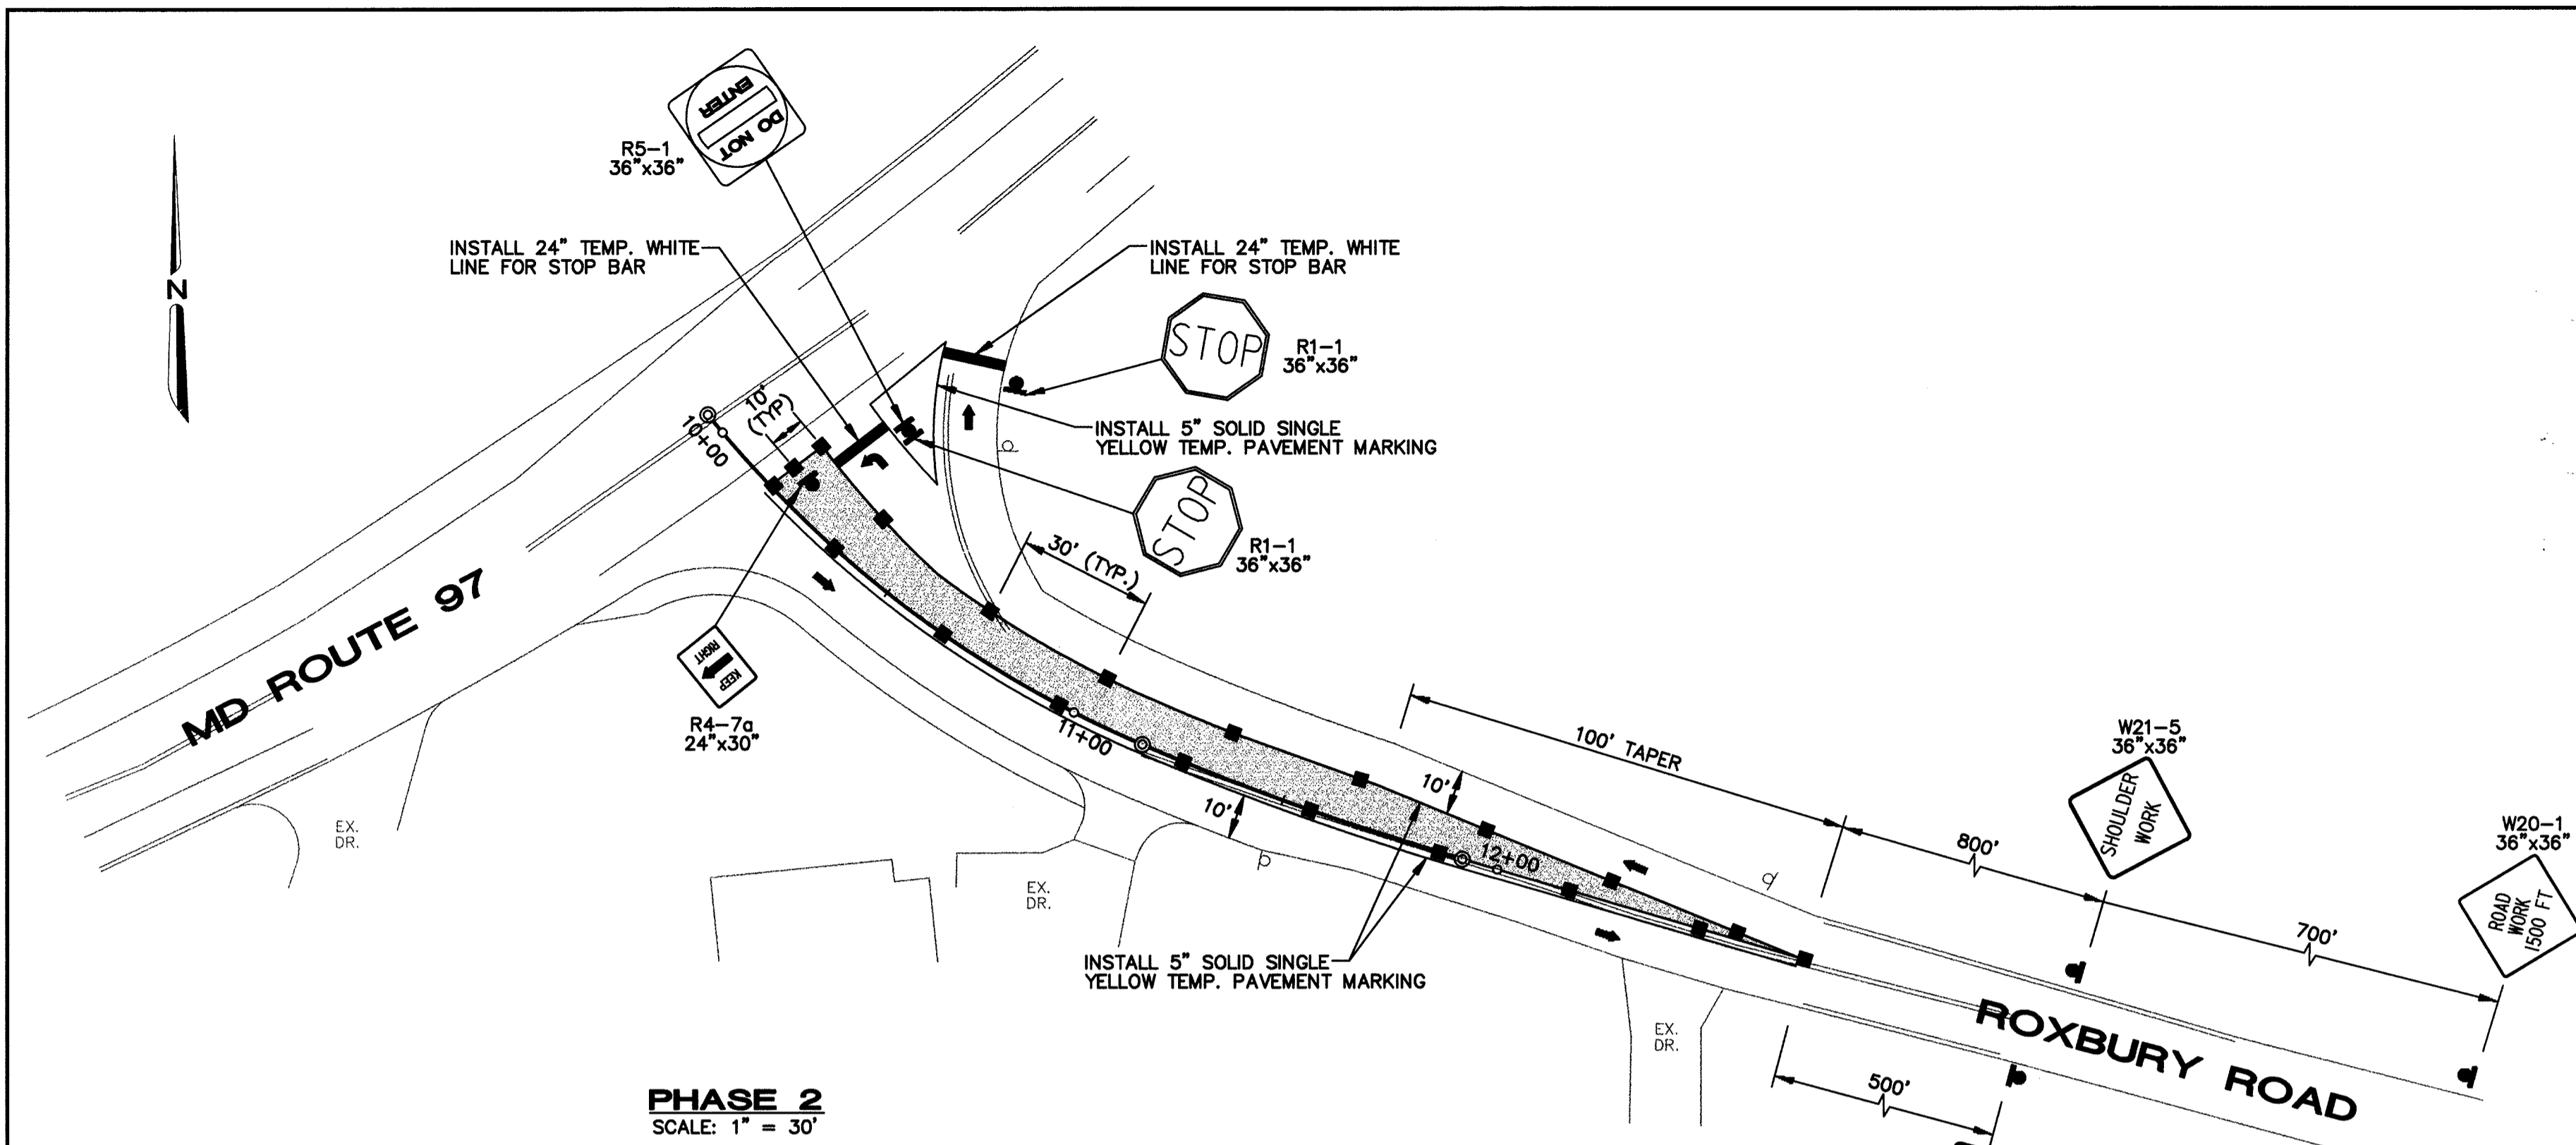 DO NOT
ENTER
R5-1
36"x36"
N
INSTALL 24" TEMP. WHITE
LINE FOR STOP BAR
INSTALL 24" TEMP. WHITE
LINE FOR STOP BAR
STOP
R1-1
36"x36"
10'
(TYP)
10+00
INSTALL 5" SOLID SINGLE
YELLOW TEMP. PAVEMENT MARKING
STOP
R1-1
36"x36"
30' (TYP.)
MD ROUTE 97
KEEP
RIGHT
R4-7a
24"x30"
11+00
100' TAPER
10'
10'
12+00
800'
W21-5
36"x36"
SHOULDER
WORK
W20-1
36"x36"
ROAD
WORK
1500 FT
700'
EX.
DR.
EX.
DR.
INSTALL 5" SOLID SINGLE
YELLOW TEMP. PAVEMENT MARKING
EX.
DR.
ROXBURY ROAD
500'
PHASE 2
SCALE: 1" = 30'